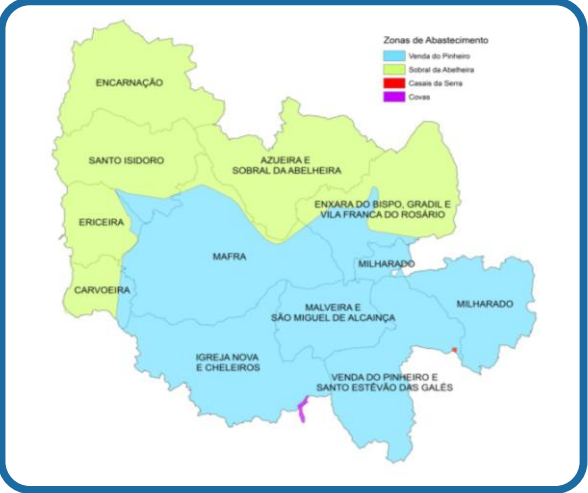 Zonas de Abastecimento
Venda do Pinheiro
Sobral da Abelheira
Casais da Serra
Covas
ENCARNAÇÃO
SANTO ISIDORO
AZUEIRA E
SOBRAL DA ABELHEIRA
ENXARA DO BISPO, GRADIL E
VILA FRANCA DO ROSÁRIO
ERICEIRA
MAFRA
MILHARADO
CARVOEIRA
MALVEIRA E
SÃO MIGUEL DE ALCAINÇA
MILHARADO
IGREJA NOVA
E CHELEIROS
VENDA DO PINHEIRO E
SANTO ESTÊVÃO DAS GALÉS